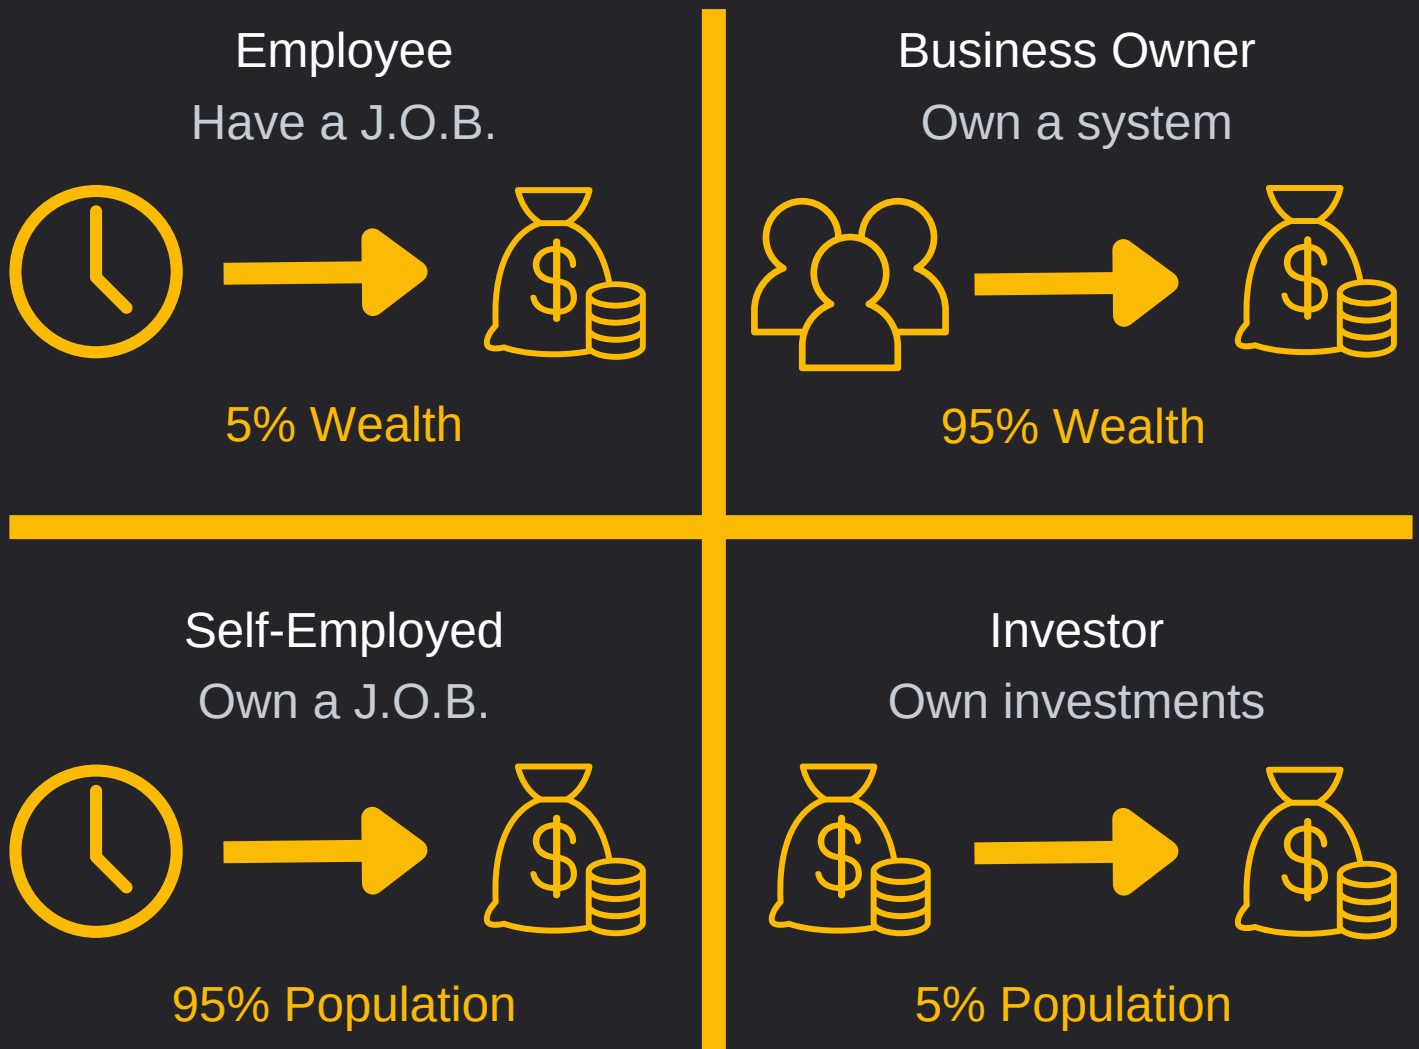 Employee
Have a J.O.B.
5% Wealth
Business Owner
Own a system
95% Wealth
Self-Employed
Own a J.O.B.
95% Population
Investor
Own investments
5% Population